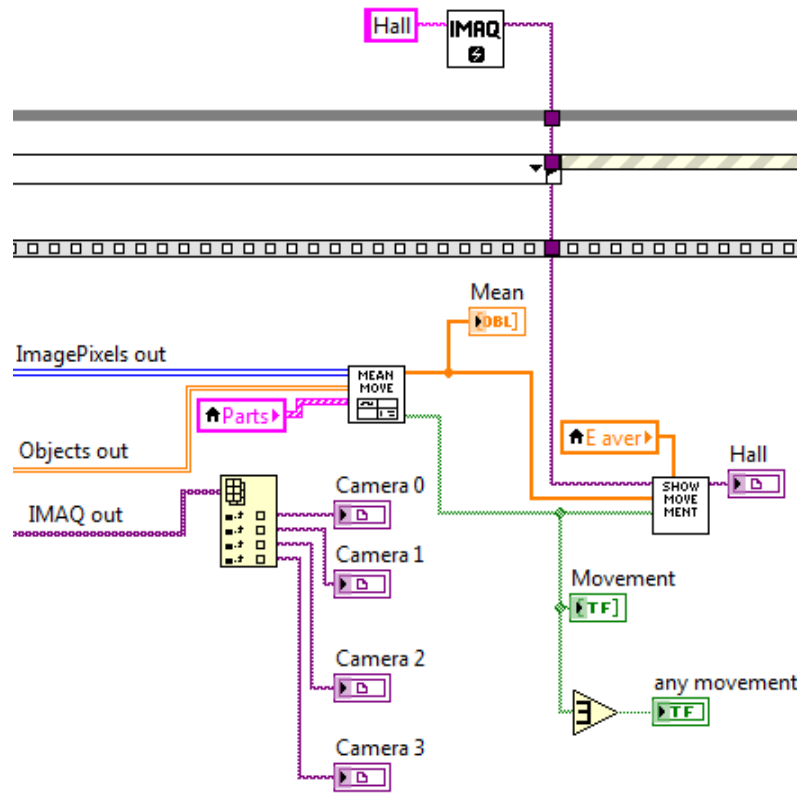 Hall
IMAQ
Mean
DBL]
ImagePixels out
MEAN
MOVE
Parts
E aver
Objects out
Hall
SHOW
MOVE
MENT
Camera 0
IMAQ out
Camera 1
Movement
[TF]
Camera 2
any movement
TF
Camera 3